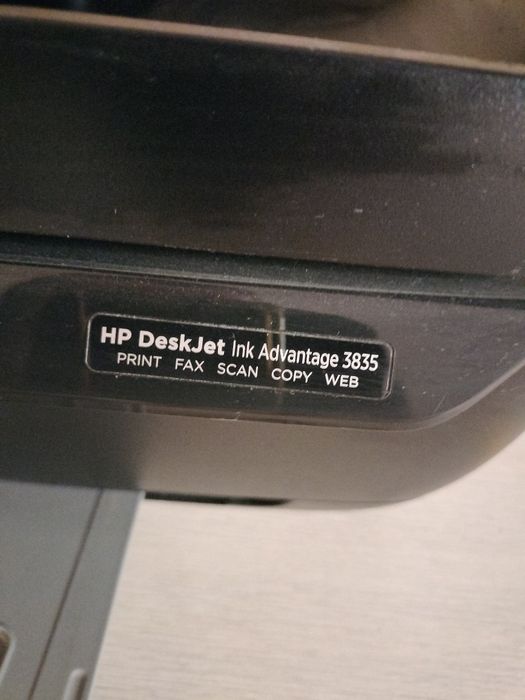 HP DeskJet Ink Advantage 3835
PRINT FAX SCAN COPY WEB